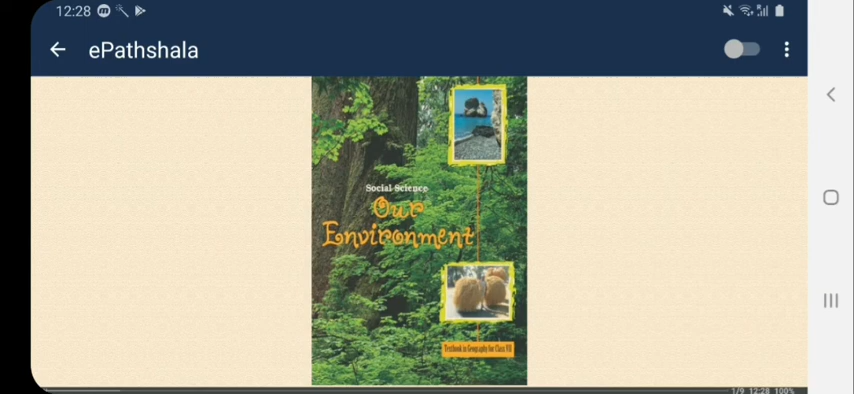 12:28
ePathshala
Social Science
Our
Environment
Textbook in Geography for Class VII
1/9 12:28 100%